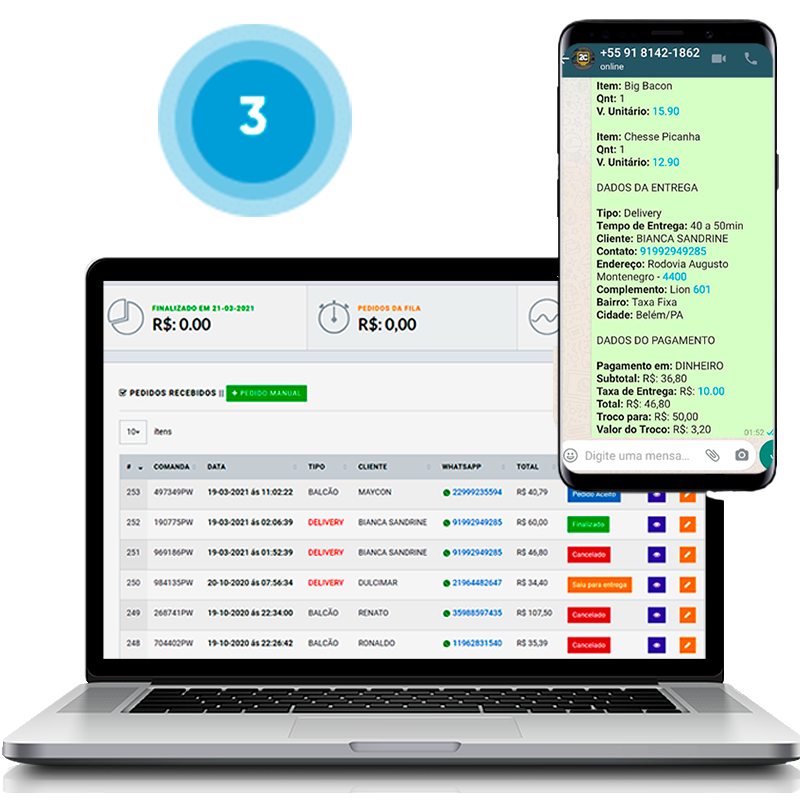 3
+55 91 8142-1862
online
Item: Big Bacon
Qnt: 1
V. Unitário: 15.90
Item: Chesse Picanha
Qnt: 1
V. Unitário: 12.90
DADOS DA ENTREGA
Tipo: Delivery
Tempo de Entrega: 40 a 50min
Cliente: BIANCA SANDRINE
Contato: 91992949285
Endereço: Rodovia Augusto
Montenegro - 4400
Complemento: Lion 601
Bairro: Taxa Fixa
Cidade: Belém/PA
DADOS DO PAGAMENTO
Pagamento em: DINHEIRO
Subtotal: R$: 36,80
Taxa de Entrega: R$: 10.00
Total: R$: 46,80
Troco para: R$: 50,00
Valor do Troco: R$: 3,20
01:52
Digite uma mensa...
FINALIZADO EM 21-03-2021
R$: 0.00
PEDIDOS DA FILA
R$: 0,00
PEDIDOS RECEBIDOS || + PEDIDO MANUAL
10 itens
# COMANDA DATA TIPO CLIENTE WHATSAPP TOTAL
253 497349PW 19-03-2021 ás 11:02:22 BALCÃO MAYCON 22999235594 R$ 40,79 Pedido Aceito
252 190775PW 19-03-2021 ás 02:06:39 DELIVERY BIANCA SANDRINE 91992949285 R$ 60,00 Finalizado
251 969186PW 19-03-2021 ás 01:52:39 DELIVERY BIANCA SANDRINE 91992949285 R$ 46,80 Cancelado
250 984135PW 20-10-2020 ás 07:56:34 DELIVERY DULCIMAR 21964482647 R$ 34,40 Saiu para entrega
249 268741PW 19-10-2020 ás 22:34:00 BALCÃO RENATO 35988597435 R$ 107,50 Cancelado
248 704402PW 19-10-2020 ás 22:26:42 BALCÃO RONALDO 11962831540 R$ 35,39 Cancelado